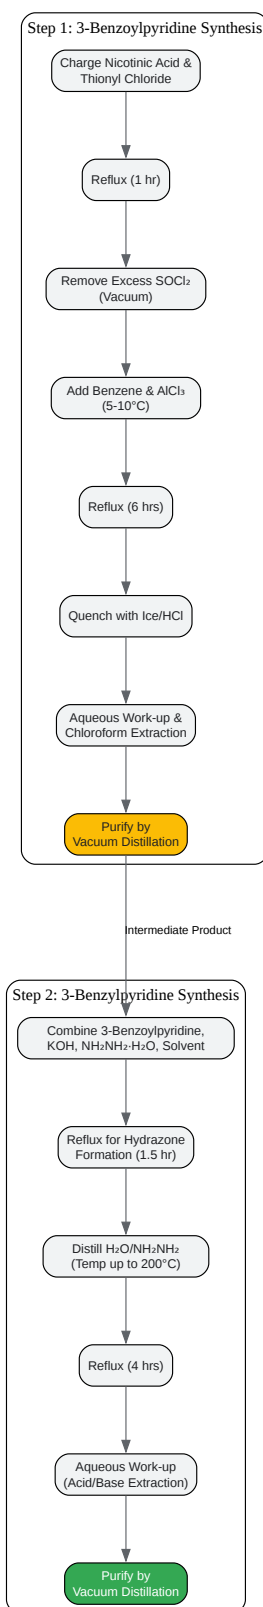 Step 1: 3-Benzoylpyridine Synthesis
Charge Nicotinic Acid &
Thionyl Chloride
Reflux (1 hr)
Remove Excess SOCl₂
(Vacuum)
Add Benzene & AlCl₃
(5-10°C)
Reflux (6 hrs)
Quench with Ice/HCl
Aqueous Work-up &
Chloroform Extraction
Purify by
Vacuum Distillation
Intermediate Product
Step 2: 3-Benzylpyridine Synthesis
Combine 3-Benzoylpyridine,
KOH, NH₂NH₂·H₂O, Solvent
Reflux for Hydrazone
Formation (1.5 hr)
Distill H₂O/NH₂NH₂
(Temp up to 200°C)
Reflux (4 hrs)
Aqueous Work-up
(Acid/Base Extraction)
Purify by
Vacuum Distillation